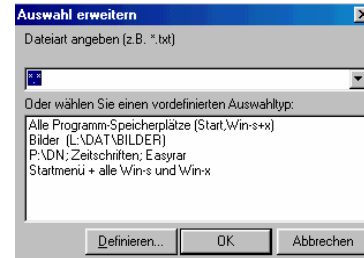 Auswahl erweitern
Dateiart angeben (z.B. *.txt)
*.*
Oder wählen Sie einen vordefinierten Auswahltyp:
Alle Programm-Speicherplätze (Start,Win-s+x)
Bilder (L:\DAT\BILDER)
P:\DN; Zeitschriften; Easyrar
Startmenü + alle Win-s und Win-x
Definieren... OK Abbrechen